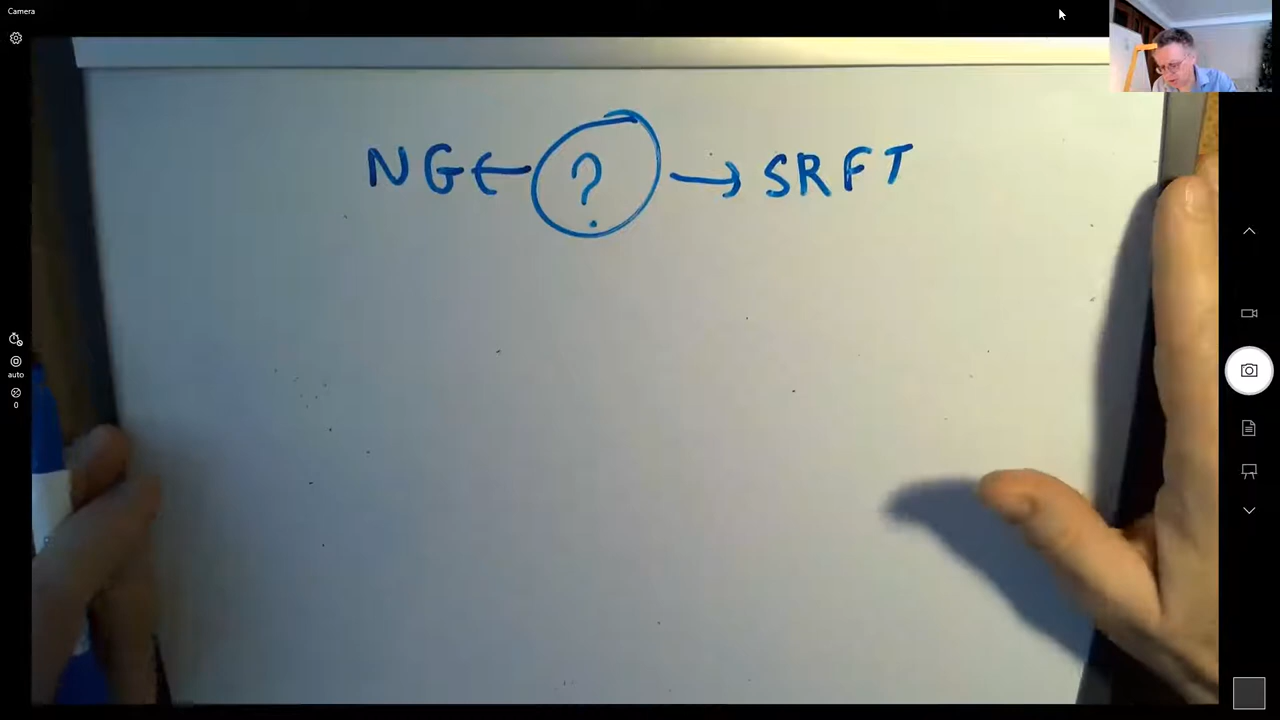 Camera
NG ← ? → SRFT
auto
0